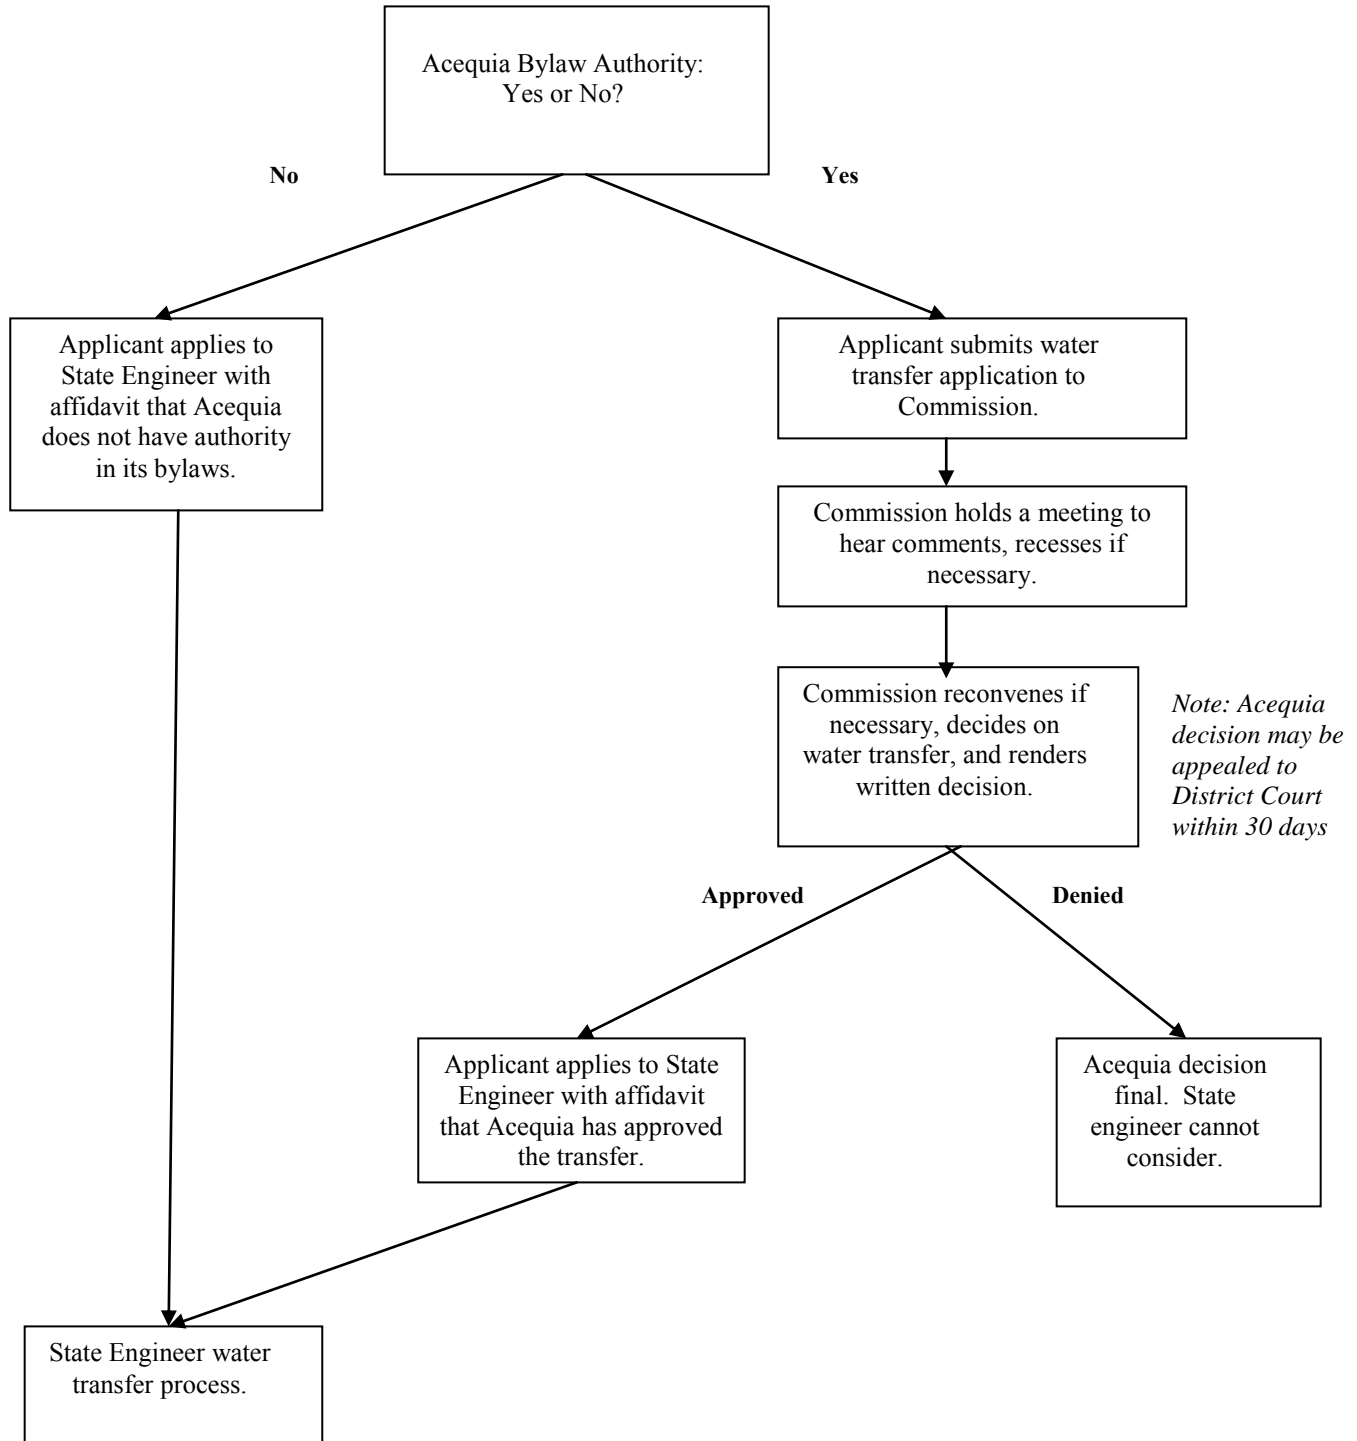 Acequia Bylaw Authority:
Yes or No?
No
Yes
Applicant applies to
State Engineer with
affidavit that Acequia
does not have authority
in its bylaws.
Applicant submits water
transfer application to
Commission.
Commission holds a meeting to
hear comments, recesses if
necessary.
Commission reconvenes if
necessary, decides on
water transfer, and renders
written decision.
Note: Acequia
decision may be
appealed to
District Court
within 30 days
Approved
Denied
Applicant applies to State
Engineer with affidavit
that Acequia has approved
the transfer.
Acequia decision
final.  State
engineer cannot
consider.
State Engineer water
transfer process.